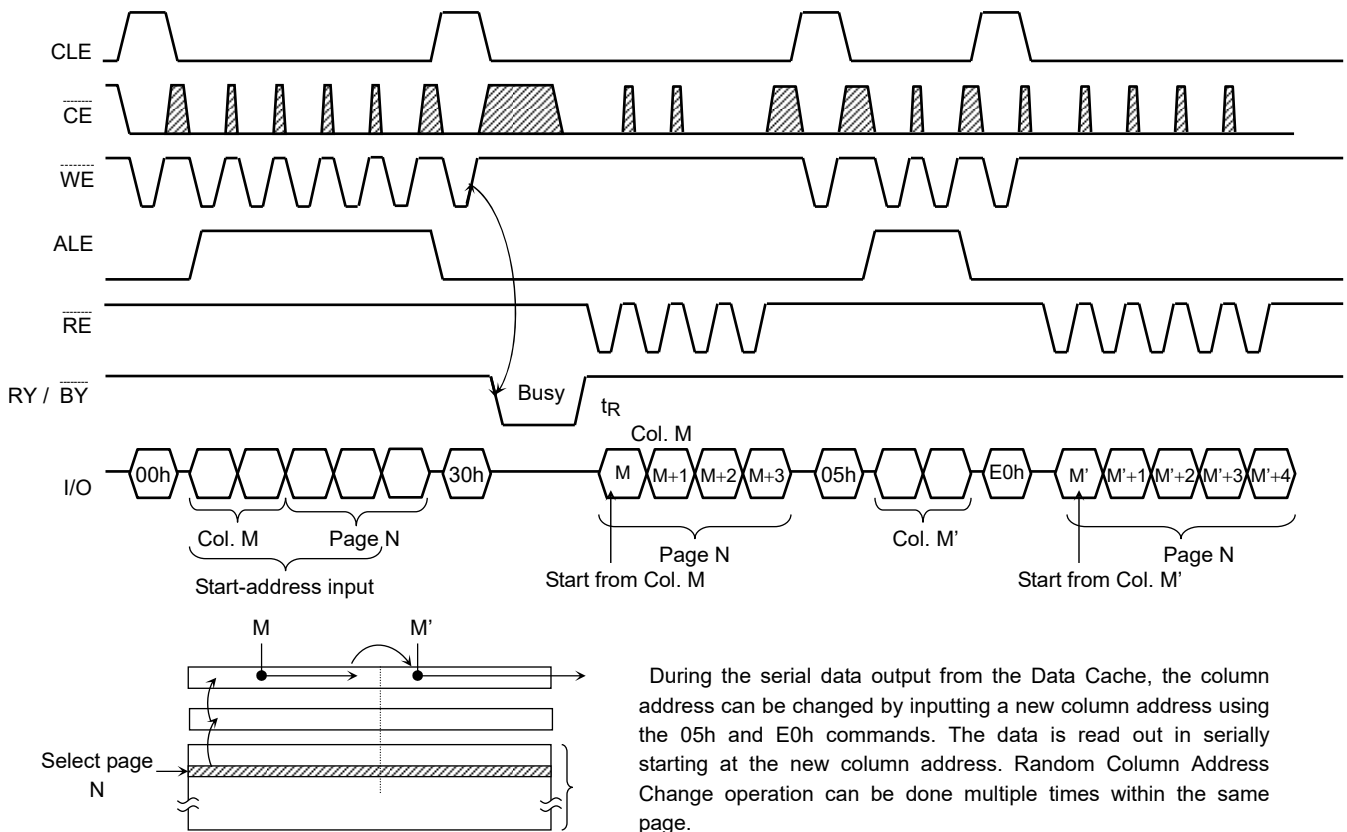 CLE
CE
WE
ALE
RE
RY / BY
Busy
tR
Col. M
I/O
00h
30h
M
M+1
M+2
M+3
05h
E0h
M'
M'+1
M'+2
M'+3
M'+4
Col. M
Page N
Page N
Col. M’
Page N
Start-address input
Start from Col. M
Start from Col. M’
M
M’
Select page
N
During the serial data output from the Data Cache, the column
address can be changed by inputting a new column address using
the 05h and E0h commands. The data is read out in serially
starting at the new column address. Random Column Address
Change operation can be done multiple times within the same
page.